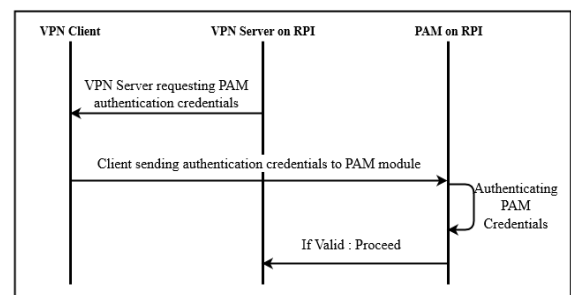 VPN Client
VPN Server on RPI
PAM on RPI
VPN Server requesting PAM
authentication credentials
Client sending authentication credentials to PAM module
Authenticating
PAM
Credentials
If Valid : Proceed